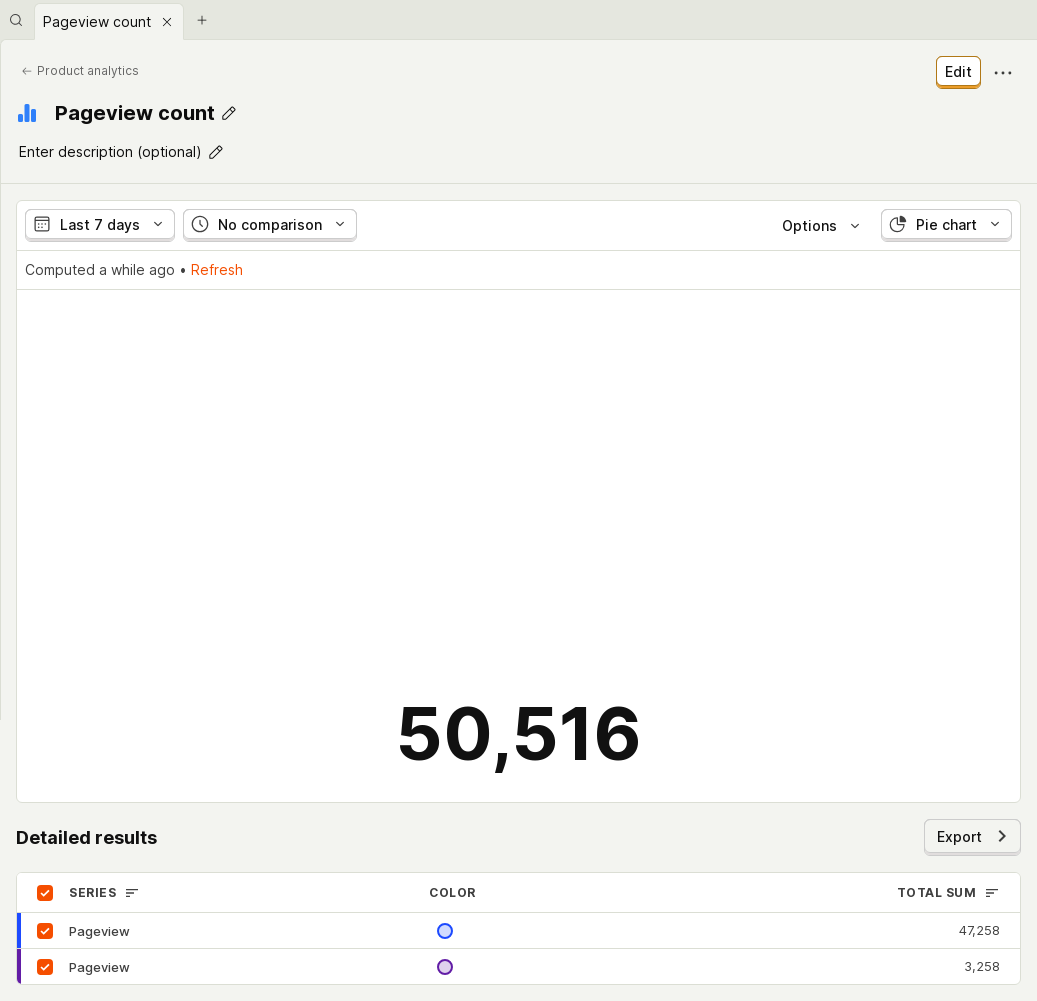 Pageview count
Product analytics
Edit
Pageview count
Enter description (optional)
Last 7 days
No comparison
Options
Pie chart
Computed a while ago • Refresh
50,516
Detailed results
Export
SERIES COLOR TOTAL SUM
Pageview 47,258
Pageview 3,258